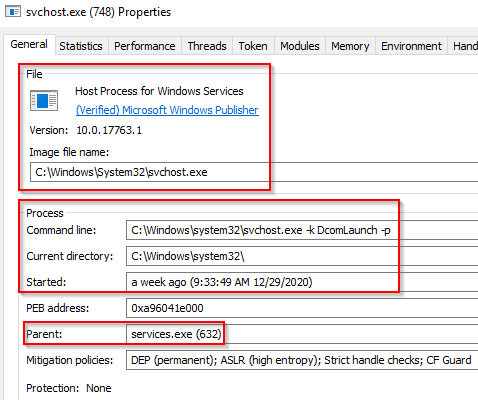 svchost.exe (748) Properties
General Statistics Performance Threads Token Modules Memory Environment Hand
File
Host Process for Windows Services
(Verified) Microsoft Windows Publisher
Version: 10.0.17763.1
Image file name:
C:\Windows\System32\svchost.exe
Process
Command line: C:\Windows\system32\svchost.exe -k DcomLaunch -p
Current directory: C:\Windows\system32\
Started: a week ago (9:33:49 AM 12/29/2020)
PEB address: 0xa96041e000
Parent: services.exe (632)
Mitigation policies: DEP (permanent); ASLR (high entropy); Strict handle checks; CF Guard
Protection: None